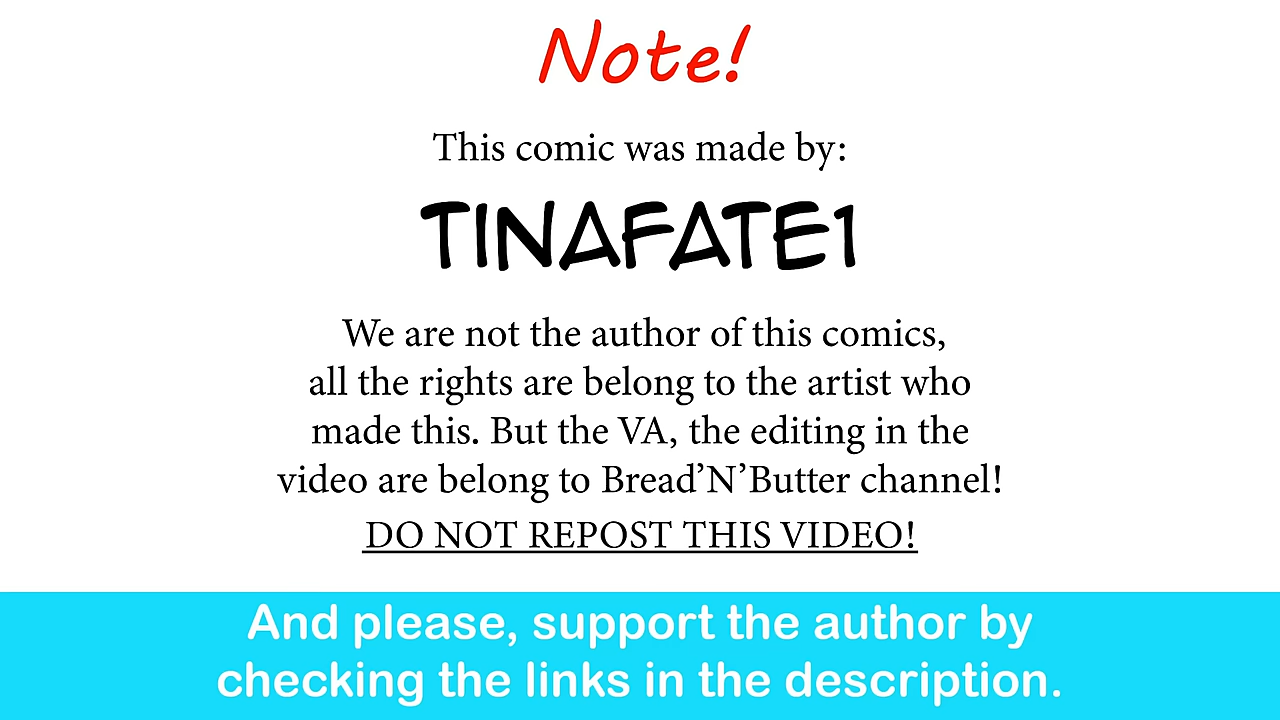 Note!
This comic was made by:
TINAFATE1
We are not the author of this comics,
all the rights are belong to the artist who
made this. But the VA, the editing in the
video are belong to Bread’N’Butter channel!
DO NOT REPOST THIS VIDEO!
And please, support the author by
checking the links in the description.